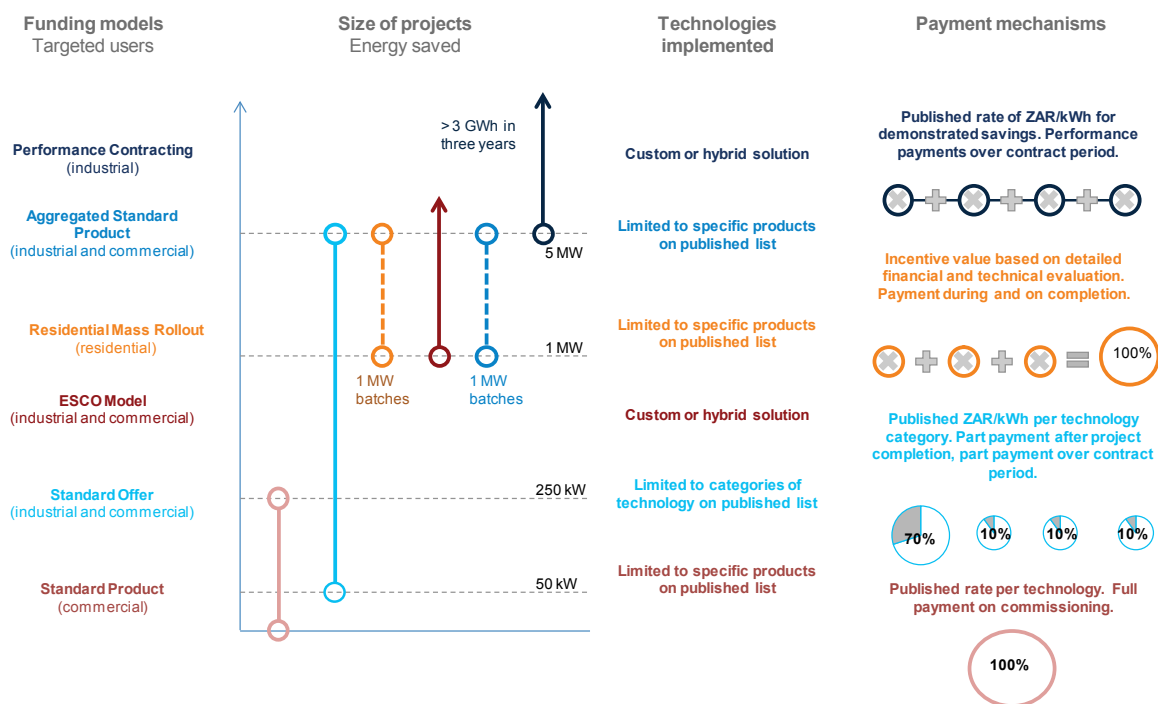 Funding models
Targeted users
Size of projects
Energy saved
Technologies
implemented
Payment mechanisms
Performance Contracting
(industrial)
Aggregated Standard
Product
(industrial and commercial)
Residential Mass Rollout
(residential)
ESCO Model
(industrial and commercial)
Standard Offer
(industrial and commercial)
Standard Product
(commercial)
> 3 GWh in
three years
5 MW
1 MW
1 MW
batches
1 MW
batches
250 kW
50 kW
Custom or hybrid solution
Limited to specific products
on published list
Limited to specific products
on published list
Custom or hybrid solution
Limited to categories of
technology on published list
Limited to specific products
on published list
Published rate of ZAR/kWh for
demonstrated savings. Performance
payments over contract period.
Incentive value based on detailed
financial and technical evaluation.
Payment during and on completion.
100%
Published ZAR/kWh per technology
category. Part payment after project
completion, part payment over contract
period.
70%
10%
10%
10%
Published rate per technology. Full
payment on commissioning.
100%